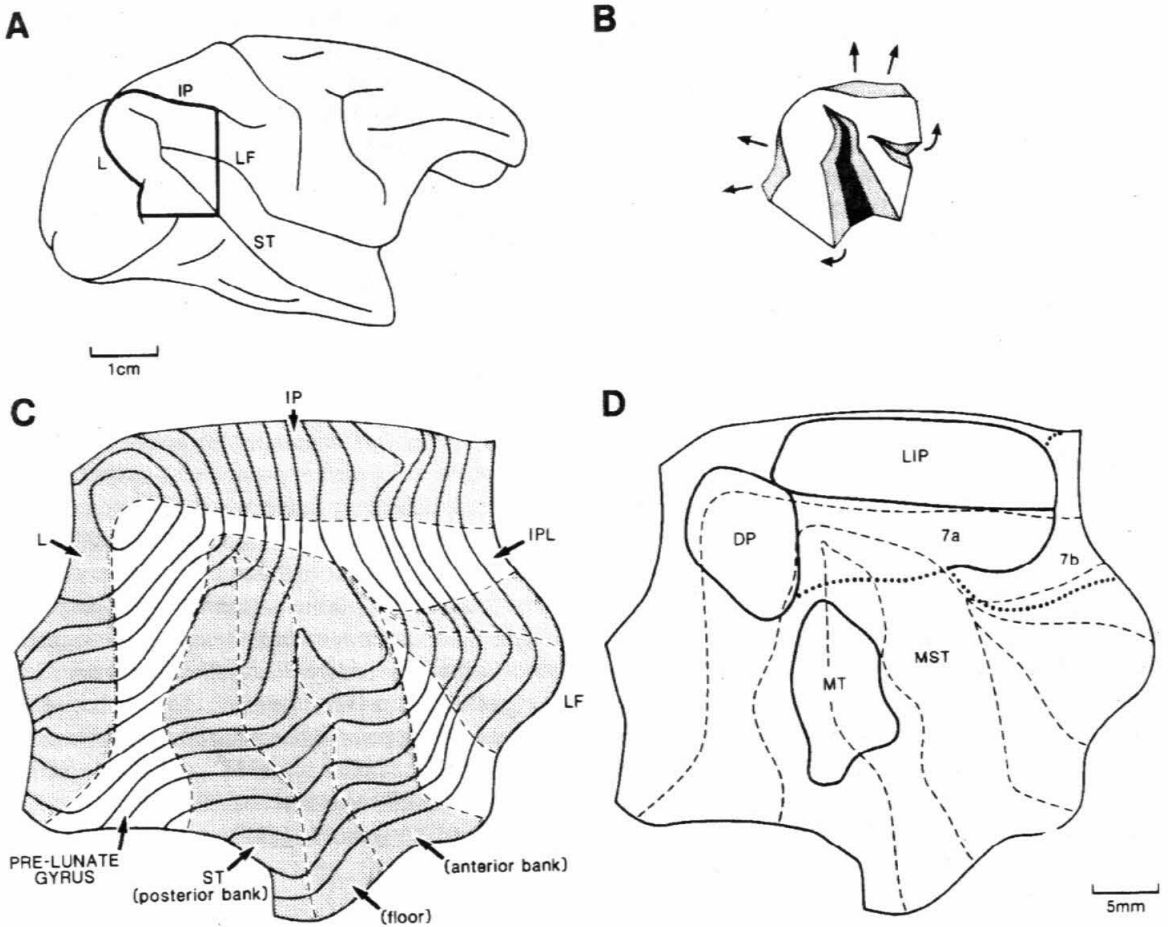 A
IP
L
LF
ST
1cm
B
C
IP
L
IPL
LF
PRE-LUNATE
GYRUS
ST
(posterior bank)
(anterior bank)
(floor)
D
LIP
DP
7a
7b
MST
MT
5mm